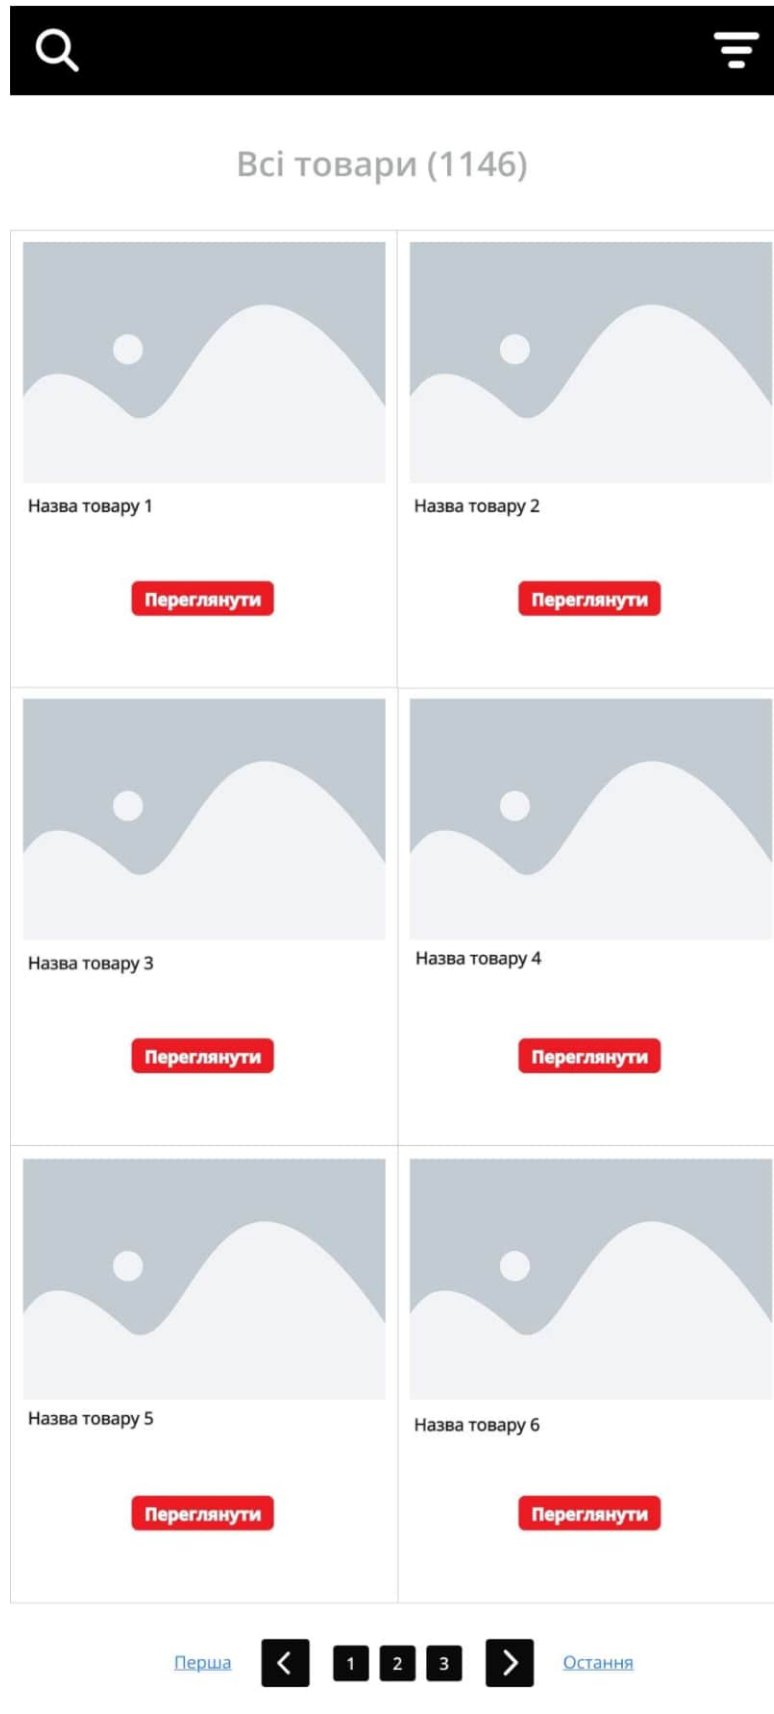 Всі товари (1146)
Назва товару 1
Назва товару 2
Переглянути
Переглянути
Назва товару 3
Назва товару 4
Переглянути
Переглянути
Назва товару 5
Назва товару 6
Переглянути
Переглянути
Перша 1 2 3 Остання